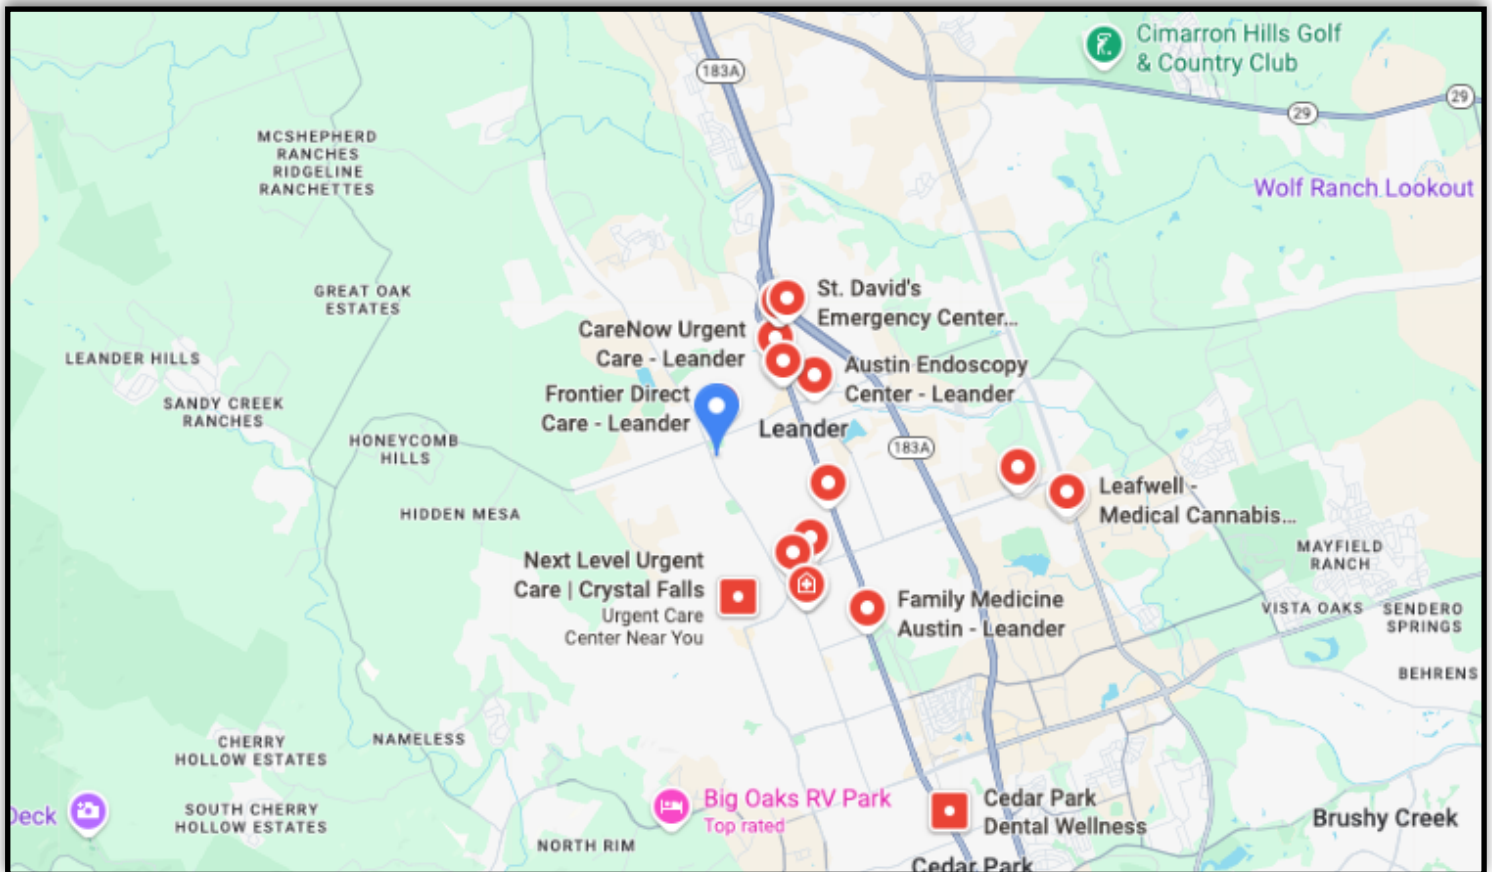 Cimarron Hills Golf
& Country Club
183A
29
29
MCSHEPHERD
RANCHES
RIDGELINE
RANCHETTES
Wolf Ranch Lookout
GREAT OAK
ESTATES
St. David's
Emergency Center...
CareNow Urgent
Care - Leander
LEANDER HILLS
Austin Endoscopy
Center - Leander
Frontier Direct
Care - Leander
SANDY CREEK
RANCHES
Leander
HONEYCOMB
HILLS
183A
Leafwell -
Medical Cannabis...
HIDDEN MESA
MAYFIELD
RANCH
Next Level Urgent
Care | Crystal Falls
Urgent Care
Center Near You
Family Medicine
Austin - Leander
VISTA OAKS
SENDERO
SPRINGS
BEHRENS
CHERRY
HOLLOW ESTATES
NAMELESS
Deck
SOUTH CHERRY
HOLLOW ESTATES
Big Oaks RV Park
Top rated
Cedar Park
Dental Wellness
Brushy Creek
NORTH RIM
Cedar Park